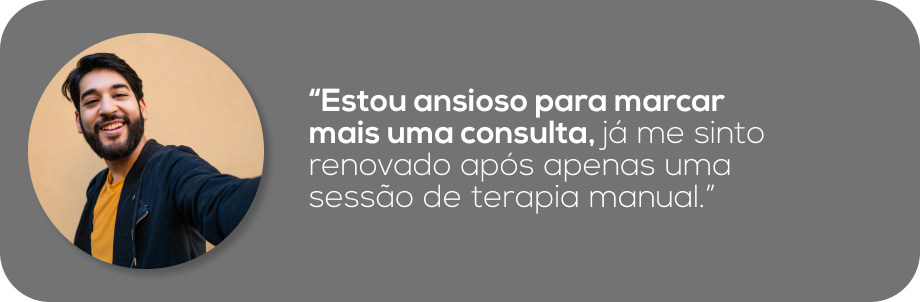 “Estou ansioso para marcar
mais uma consulta, já me sinto
renovado após apenas uma
sessão de terapia manual.”